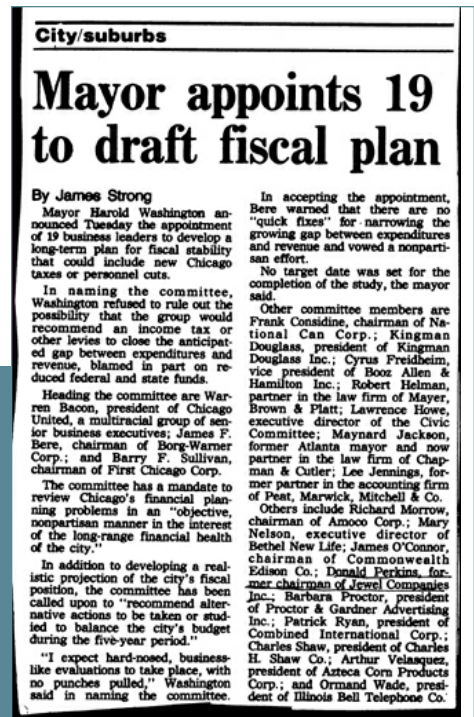 City/suburbs
Mayor appoints 19
to draft fiscal plan
By James Strong
Mayor Harold Washington an-
nounced Tuesday the appointment
of 19 business leaders to develop a
long-term plan for fiscal stability
that could include new Chicago
taxes or personnel cuts.
In naming the committee,
Washington refused to rule out the
possibility that the group would
recommend an income tax or
other levies to close the anticipat-
ed gap between expenditures and
revenue, blamed in part on re-
duced federal and state funds.
Heading the committee are War-
ren Bacon, president of Chicago
United, a multiracial group of sen-
ior business executives; James F.
Bere, chairman of Borg-Warner
Corp.; and Barry F. Sullivan,
chairman of First Chicago Corp.
The committee has a mandate to
review Chicago's financial plan-
ning problems in an "objective,
nonpartisan manner in the interest
of the long-range financial health
of the city."
In addition to developing a real-
istic projection of the city's fiscal
position, the committee has been
called upon to "recommend alter-
native actions to be taken or stud-
ied to balance the city's budget
during the five-year period."
"I expect hard-nosed, business-
like evaluations to take place, with
no punches pulled," Washington
said in naming the committee.
In accepting the appointment,
Bere warned that there are no
"quick fixes" for narrowing the
growing gap between expenditures
and revenue and vowed a nonparti-
san effort.
No target date was set for the
completion of the study, the mayor
said.
Other committee members are
Frank Considine, chairman of Na-
tional Can Corp.; Kingman
Douglass, president of Kingman
Douglass Inc.; Cyrus Freidheim,
vice president of Booz Allen &
Hamilton Inc.; Robert Helman,
partner in the law firm of Mayer,
Brown & Platt; Lawrence Howe,
executive director of the Civic
Committee; Maynard Jackson,
former Atlanta mayor and now
partner in the law firm of Chap-
man & Cutler; Lee Jennings, for-
mer partner in the accounting firm
of Peat, Marwick, Mitchell & Co.
Others include Richard Morrow,
chairman of Amoco Corp.; Mary
Nelson, executive director of
Bethel New Life; James O'Connor,
chairman of Commonwealth
Edison Co.; Donald Perkins, for-
mer chairman of Jewel Companies
Inc.; Barbara Proctor, president
of Proctor & Gardner Advertising
Inc.; Patrick Ryan, president of
Combined International Corp.;
Charles Shaw, president of Charles
H. Shaw Co.; Arthur Velasquez,
president of Azteca Corn Products
Corp.; and Ormand Wade, presi-
dent of Illinois Bell Telephone Co.